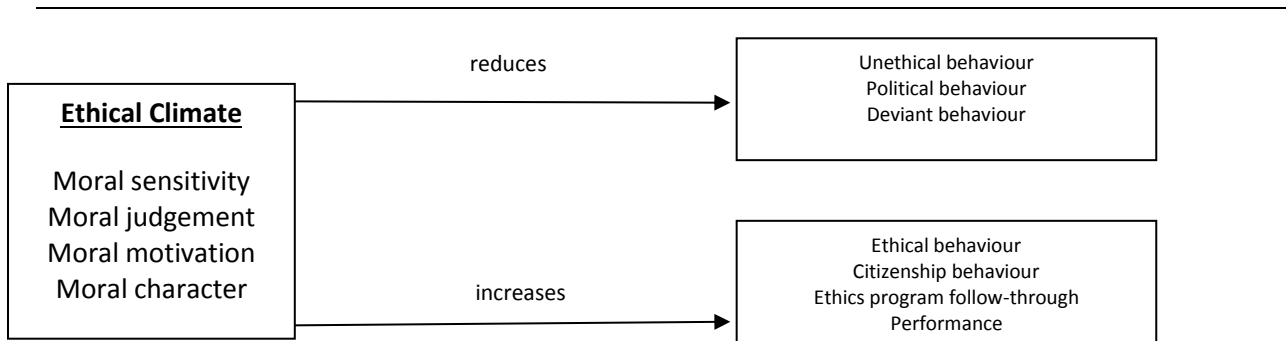 reduces
Unethical behaviour
Political behaviour
Deviant behaviour
Ethical Climate
Moral sensitivity
Moral judgement
Moral motivation
Moral character
increases
Ethical behaviour
Citizenship behaviour
Ethics program follow-through
Performance